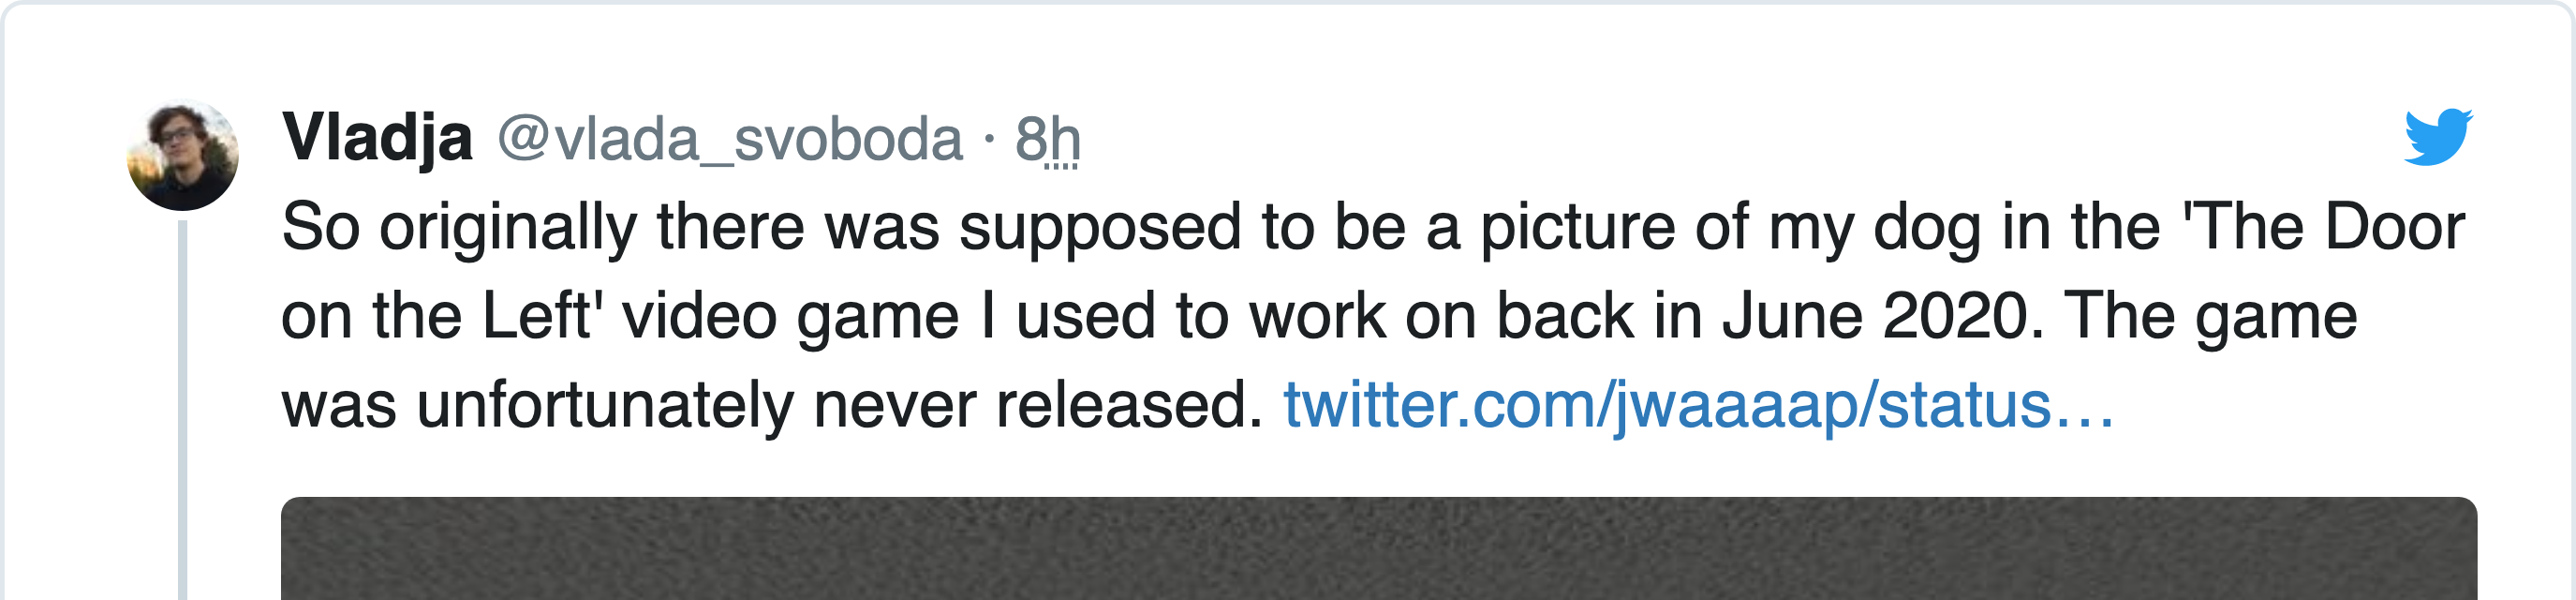 Vladja @vlada_svoboda · 8h
So originally there was supposed to be a picture of my dog in the 'The Door
on the Left' video game I used to work on back in June 2020. The game
was unfortunately never released. twitter.com/jwaaaap/status…